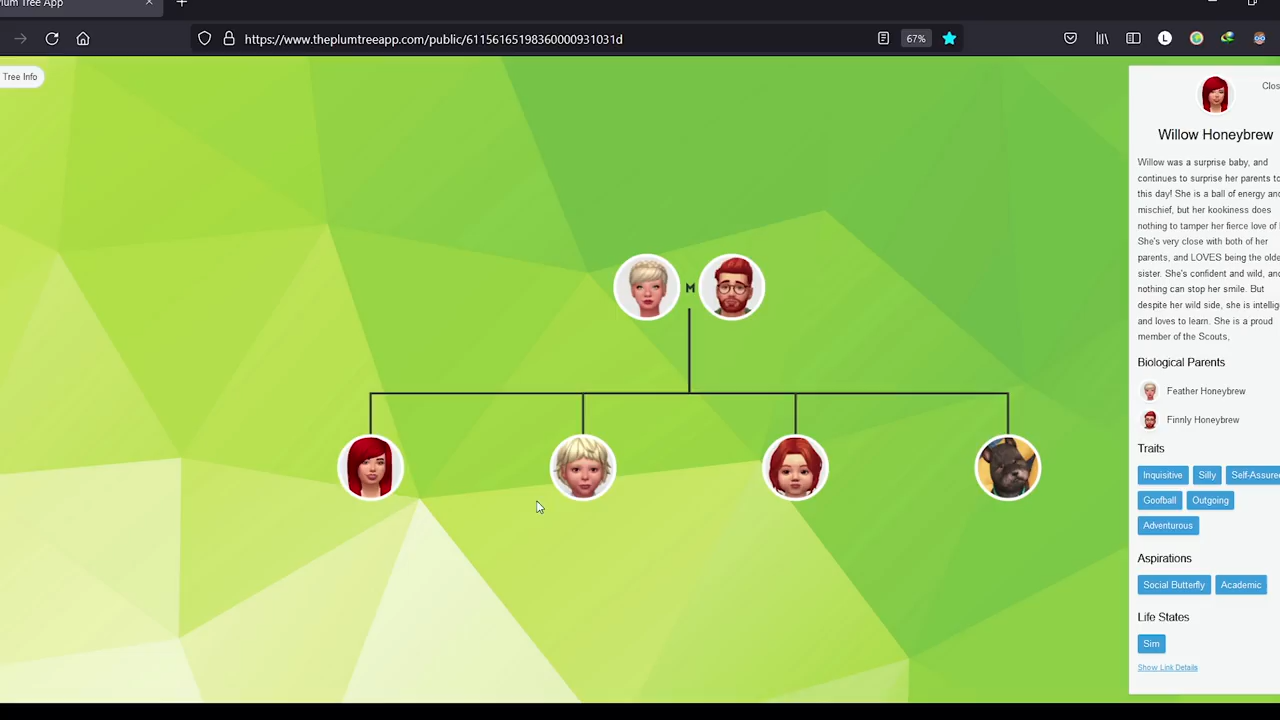 lum Tree App
https://www.theplumtreeapp.com/public/61156165198360000931031d
67%
L
Tree Info
M
Clos
Willow Honeybrew
Willow was a surprise baby, and
continues to surprise her parents to
this day! She is a ball of energy and
mischief, but her kookiness does
nothing to tamper her fierce love of
She's very close with both of her
parents, and LOVES being the olde
sister. She's confident and wild, and
nothing can stop her smile. But
despite her wild side, she is intellig
and loves to learn. She is a proud
member of the Scouts,
Biological Parents
Feather Honeybrew
Finnly Honeybrew
Traits
Inquisitive Silly Self-Assured
Goofball Outgoing
Adventurous
Aspirations
Social Butterfly Academic
Life States
Sim
Show Link Details